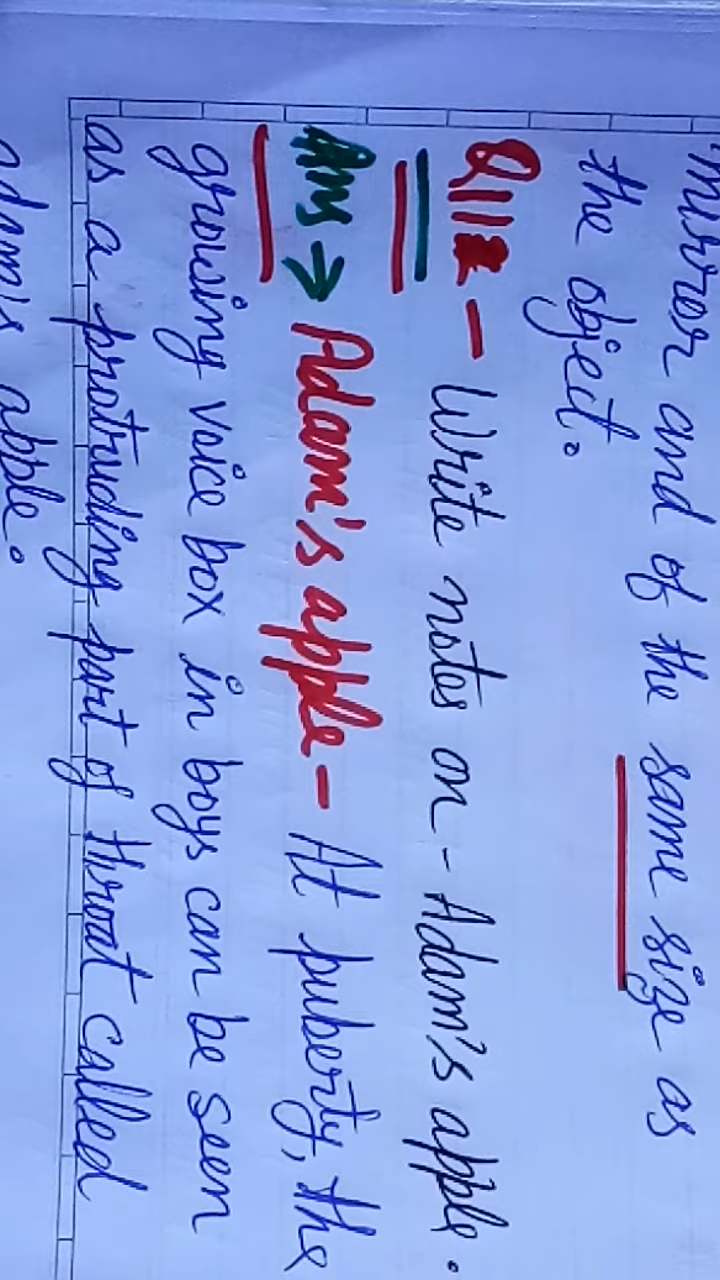 mirror and of the same size as
the object.
Q11 - Write notes on - Adam's apple.
Ans → Adam's apple - At puberty, the
growing voice box in boys can be seen
as a protruding part of throat called
adam's apple.